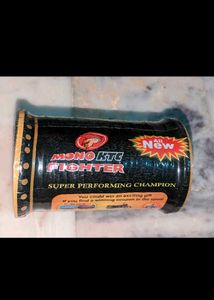 All
New
MONO KTC
FIGHTER
SUPER PERFORMING CHAMPION
You could win an exciting gift
if you find a winning coupon in the spool